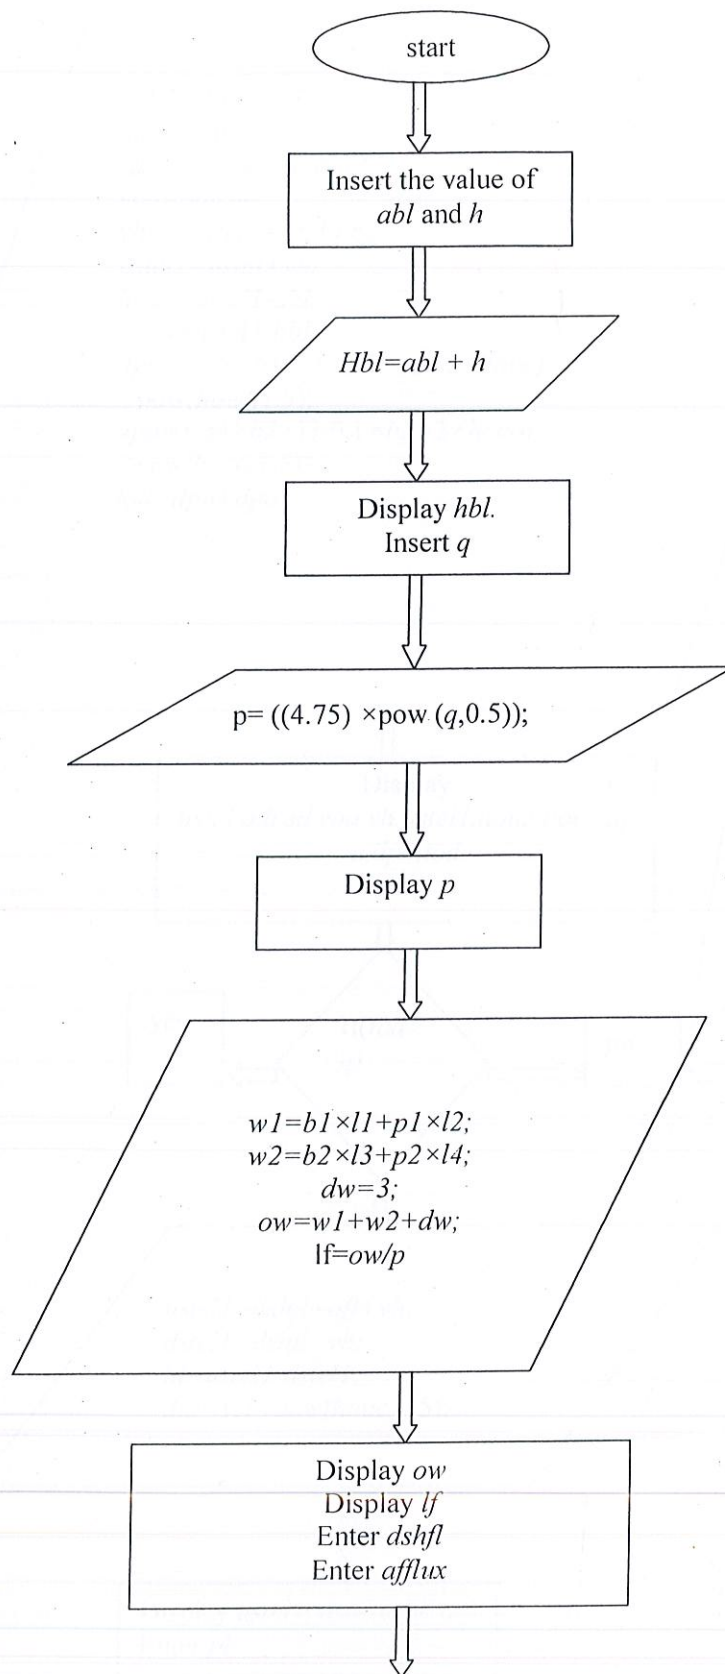 start
Insert the value of
abl and h
Hbl=abl + h
Display hbl.
Insert q
p= ((4.75) ×pow (q,0.5));
Display p
w1=b1×l1+p1×l2;
w2=b2×l3+p2×l4;
dw=3;
ow=w1+w2+dw;
lf=ow/p
Display ow
Display lf
Enter dshfl
Enter afflux